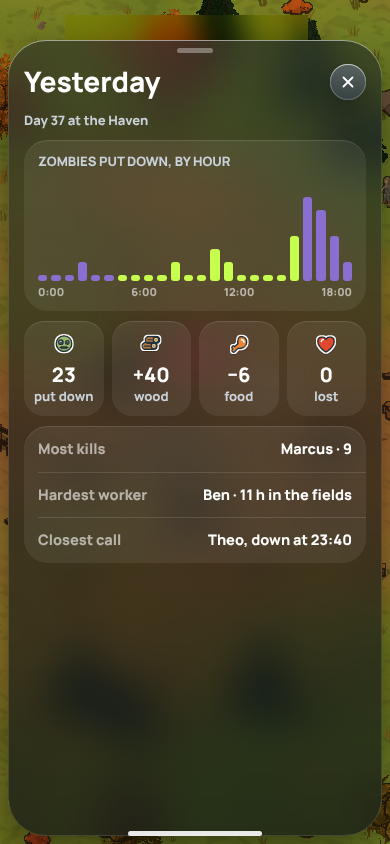 Yesterday
Day 37 at the Haven
ZOMBIES PUT DOWN, BY HOUR
0:00 6:00 12:00 18:00
23 +40 −6 0
put down wood food lost
Most kills Marcus · 9
Hardest worker Ben · 11 h in the fields
Closest call Theo, down at 23:40